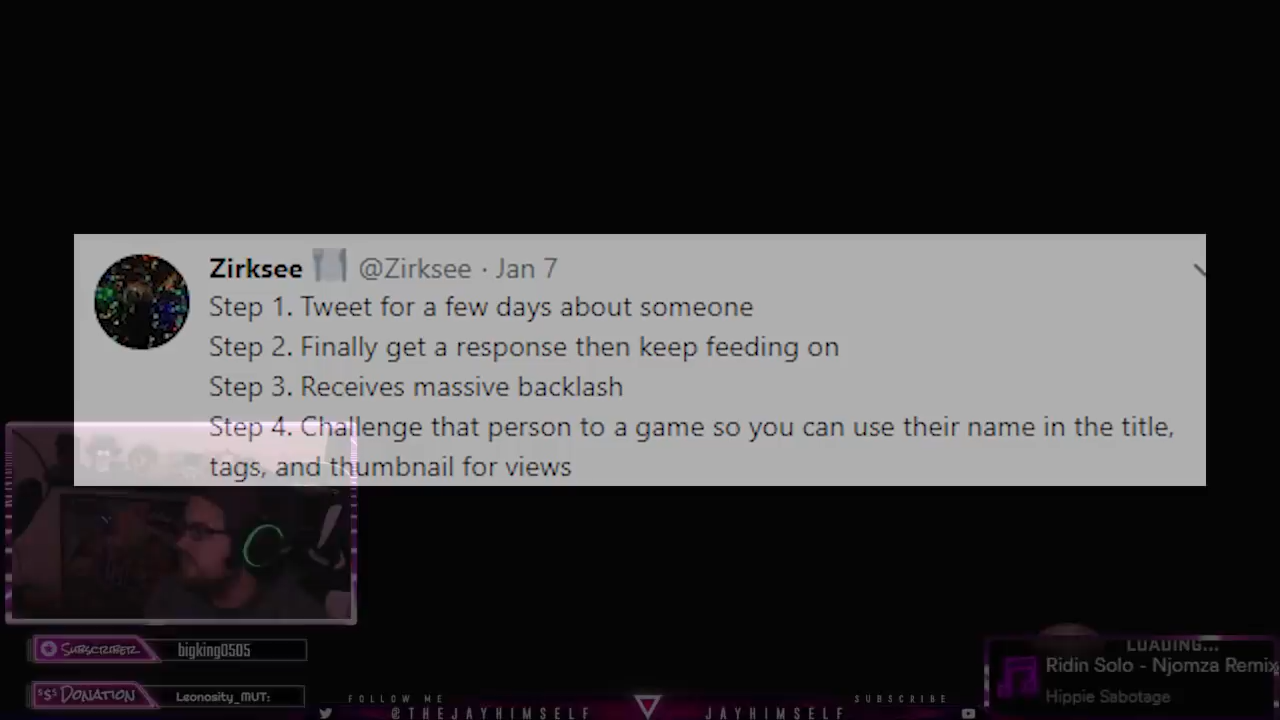 Zirksee @Zirksee · Jan 7
Step 1. Tweet for a few days about someone
Step 2. Finally get a response then keep feeding on
Step 3. Receives massive backlash
Step 4. Challenge that person to a game so you can use their name in the title,
tags, and thumbnail for views
SUBSCRIBER bigking0505
$$$ DONATION Leonosity_MUT:
FOLLOW ME
@THEJAYHIMSELF
SUBSCRIBE
JAYHIMSELF
LOADING...
Ridin Solo - Njomza Remix
Hippie Sabotage